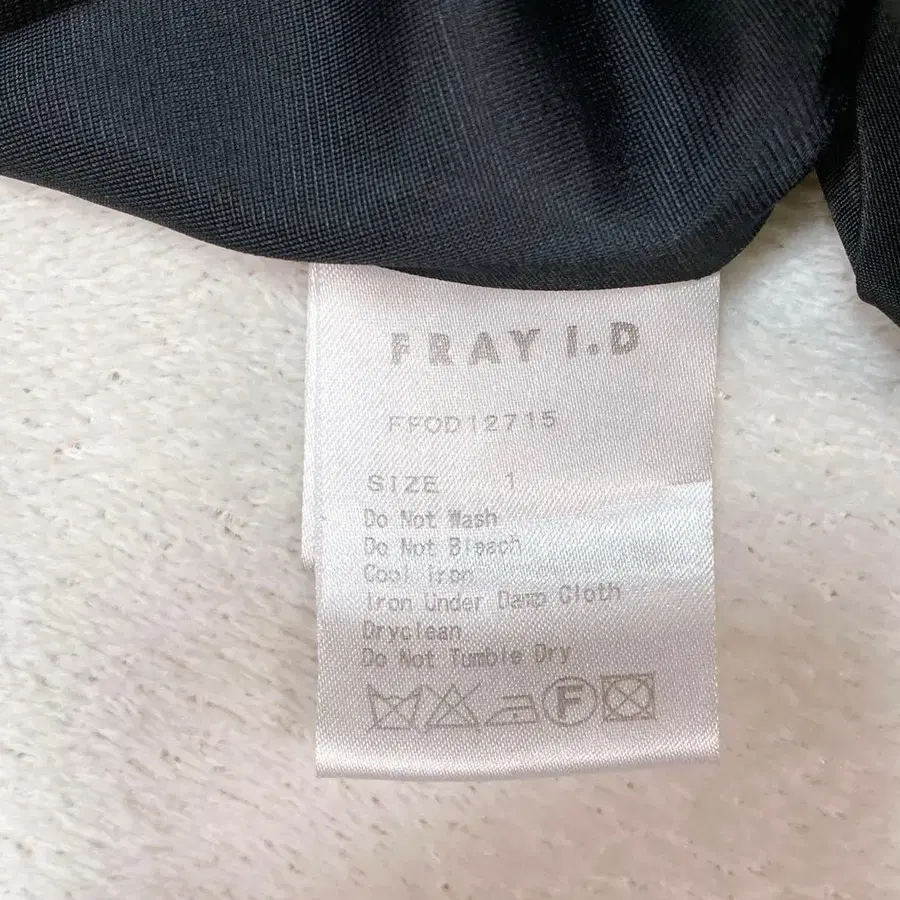 FRAY I.D
FFOD12715
SIZE 1
Do Not Wash
Do Not Bleach
Cool iron
Iron Under Damp Cloth
Dryclean
Do Not Tumble Dry
F